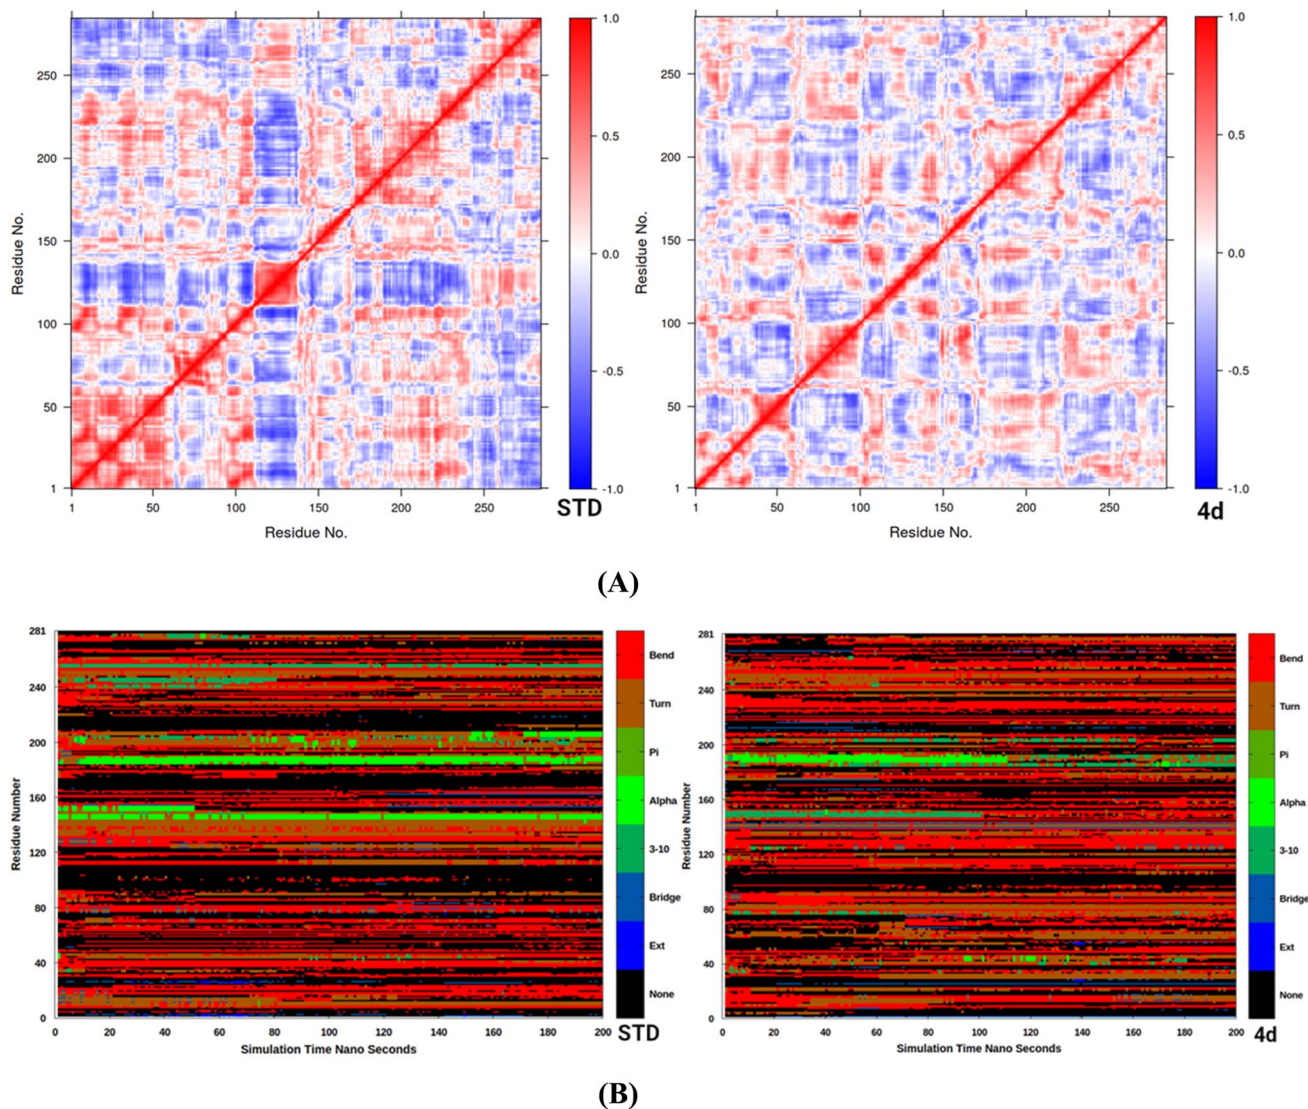 1.0
0.5
0.0
-0.5
-1.0
STD
250
200
150
100
50
1
Residue No.
1 50 100 150 200 250
Residue No.
1.0
0.5
0.0
-0.5
-1.0
4d
250
200
150
100
50
1
Residue No.
1 50 100 150 200 250
Residue No.
(A)
281
240
200
160
120
80
40
0
Residue Number
0 20 40 60 80 100 120 140 160 180 200
Simulation Time Nano Seconds
Bend
Turn
Pi
Alpha
3-10
Bridge
Ext
None
STD
281
240
200
160
120
80
40
0
Residue Number
0 20 40 60 80 100 120 140 160 180 200
Simulation Time Nano Seconds
Bend
Turn
Pi
Alpha
3-10
Bridge
Ext
None
4d
(B)